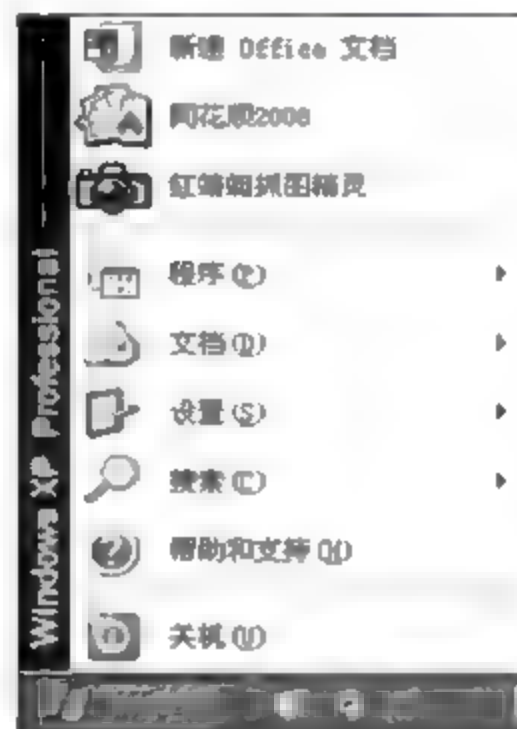 新建 Office 文档
同花顺2008
红蜻蜓抓图精灵
程序(P)
文档(D)
设置(S)
搜索(C)
帮助和支持(H)
关机(U)
Windows XP Professional